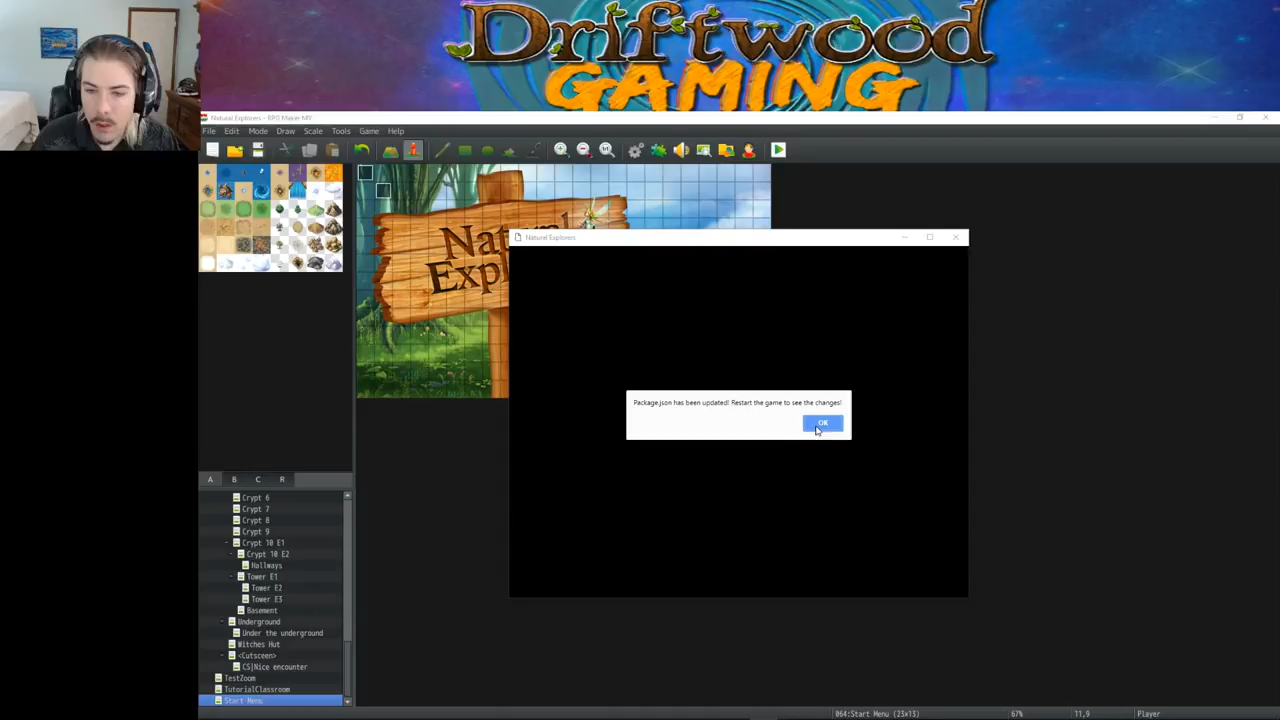 Driftwood
GAMING
Natural Explorers - RPG Maker MV
File Edit Mode Draw Scale Tools Game Help
Natural
Explorers
Package.json has been updated! Restart the game to see the changes!
OK
A B C R
Crypt 6
Crypt 7
Crypt 8
Crypt 9
Crypt 10 E1
Crypt 10 E2
Hallways
Tower E1
Tower E2
Tower E3
Basement
Underground
Under the underground
Witches Hut
<Cutsceen>
CS|Nice encounter
TestZoom
TutorialClassroom
Start Menu
064:Start Menu (23x13) 67% 11,9 Player